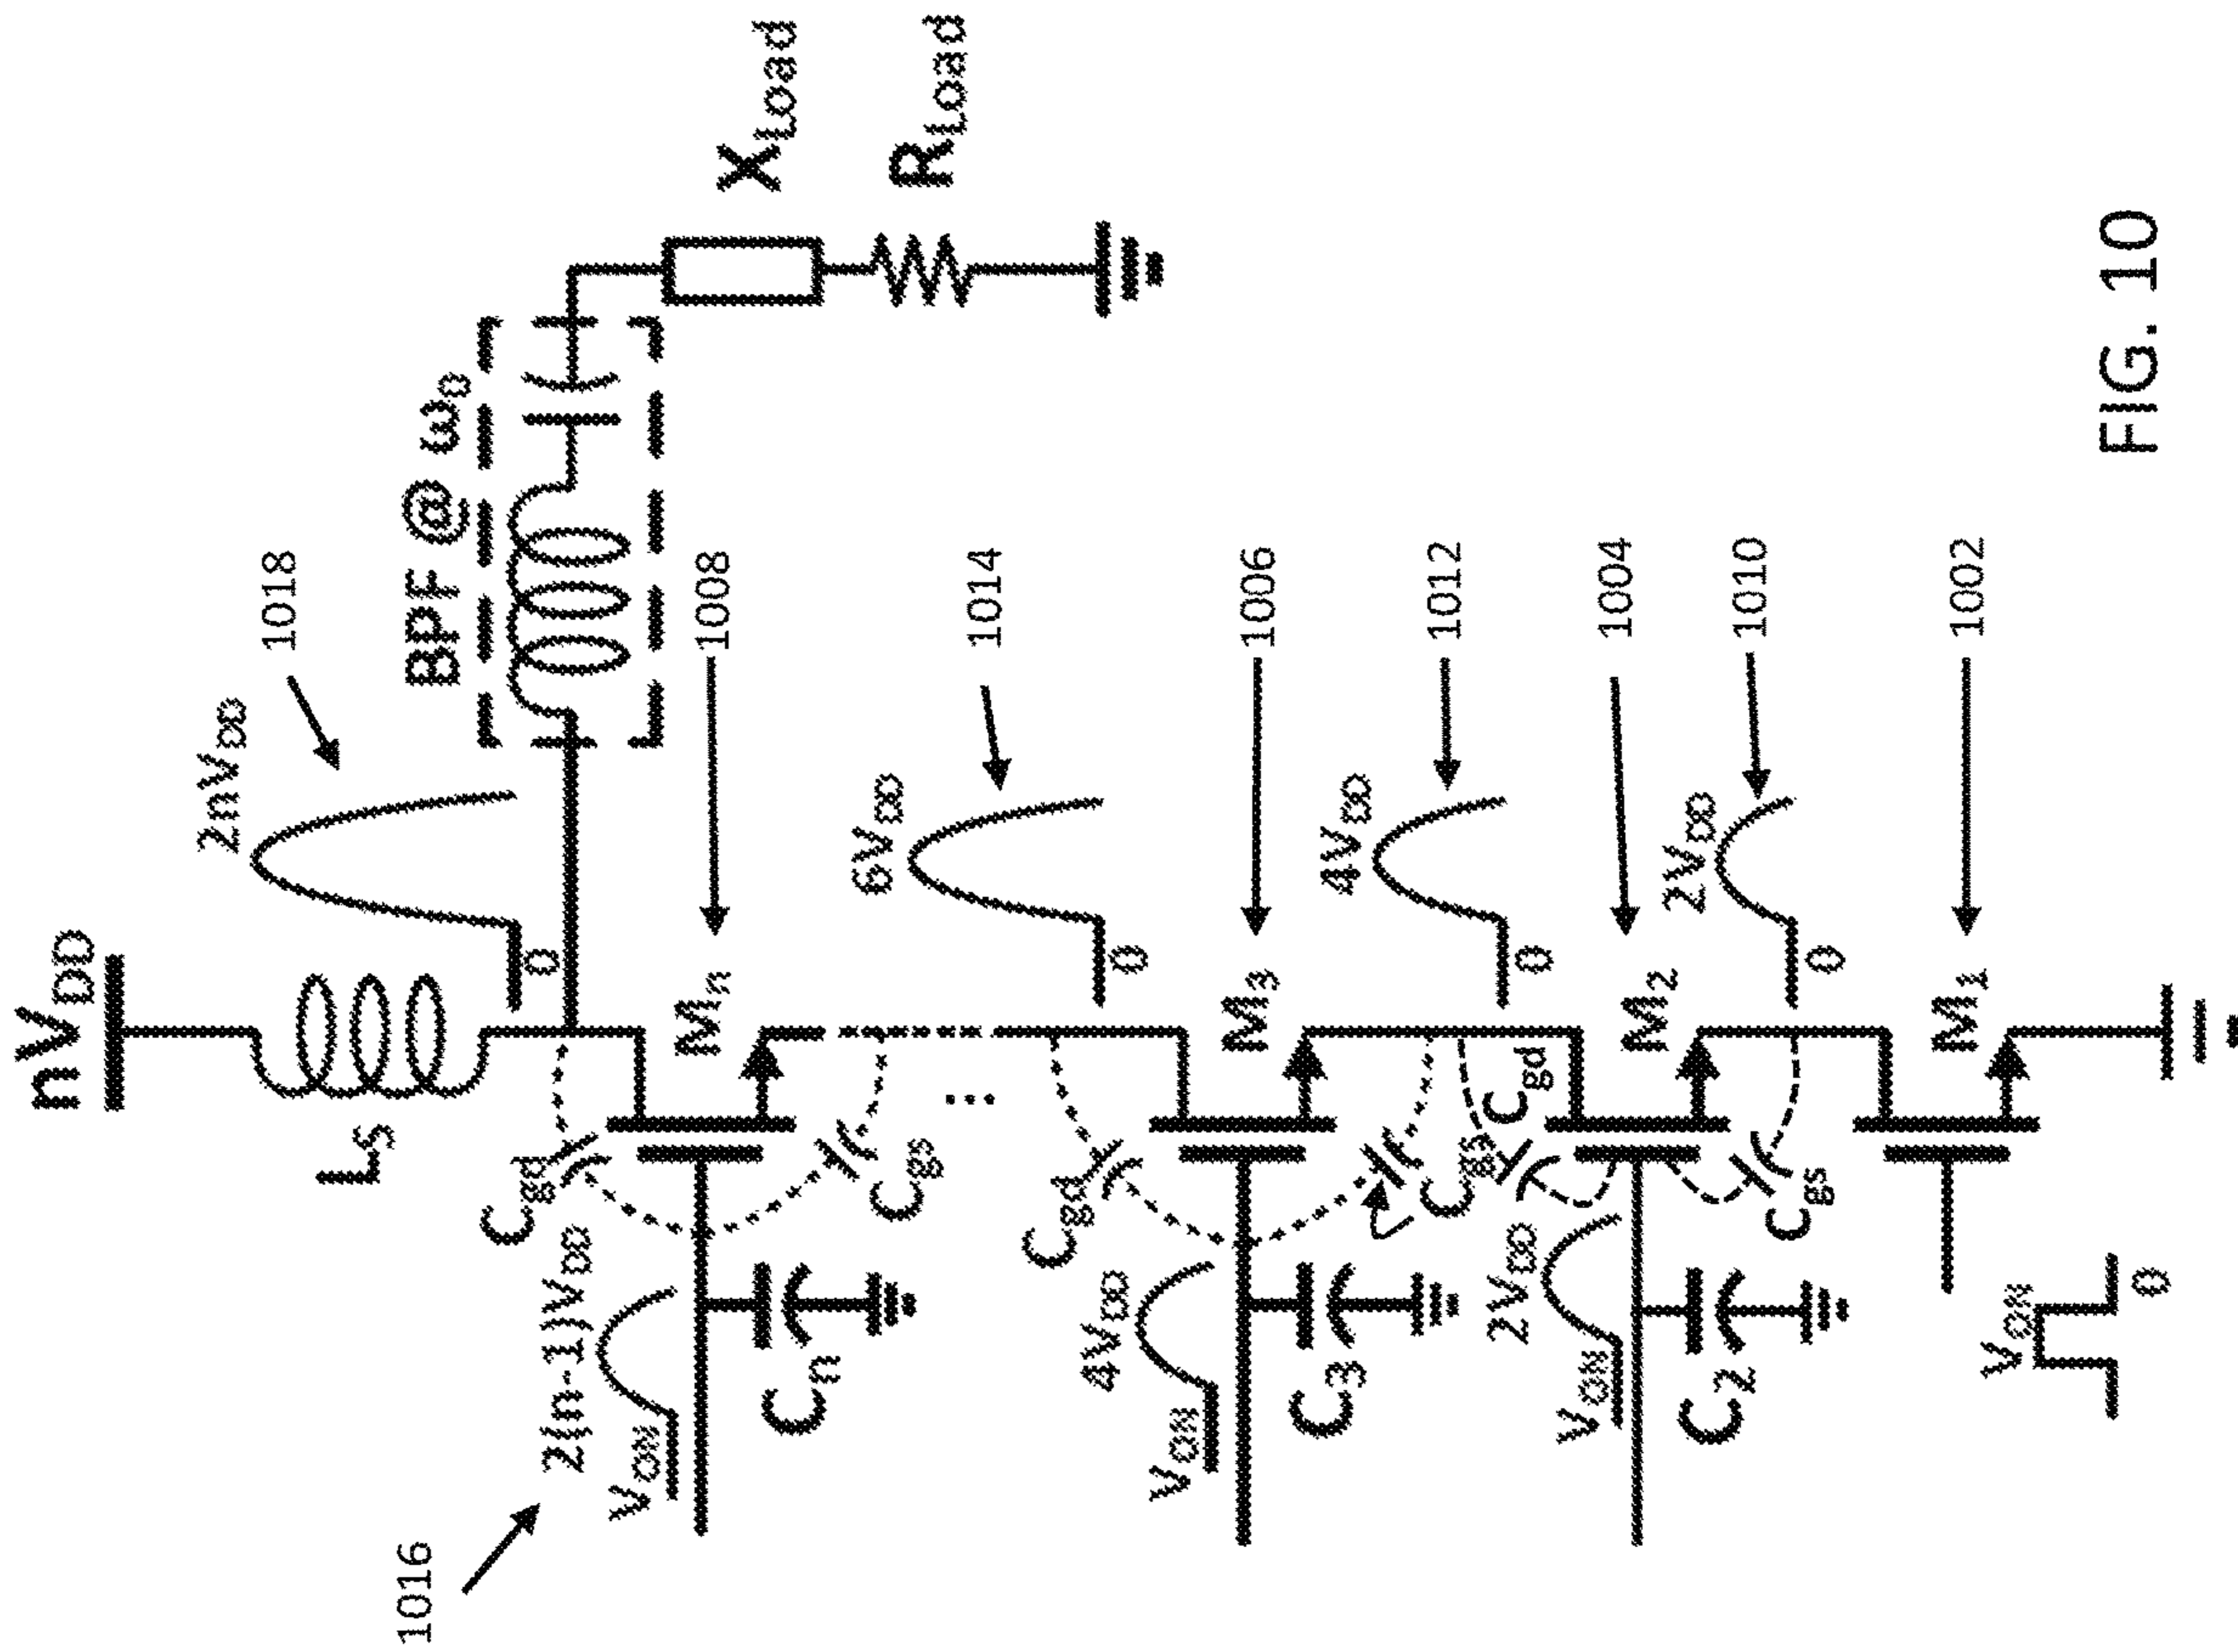 nV_DD
L_S
2nV_DD
1018
0
BPF @ ω_0
X_Load
R_Load
1016
2(n-1)V_DD
V_ON
C_gd
M_n
1008
C_n
C_gs
...
6V_DD
1014
0
C_gd
4V_DD
V_ON
M_3
1006
C_3
C_gs
4V_DD
1012
0
C_gd
2V_DD
V_ON
M_2
1004
C_2
C_gs
2V_DD
1010
0
M_1
1002
V_ON
0
FIG. 10